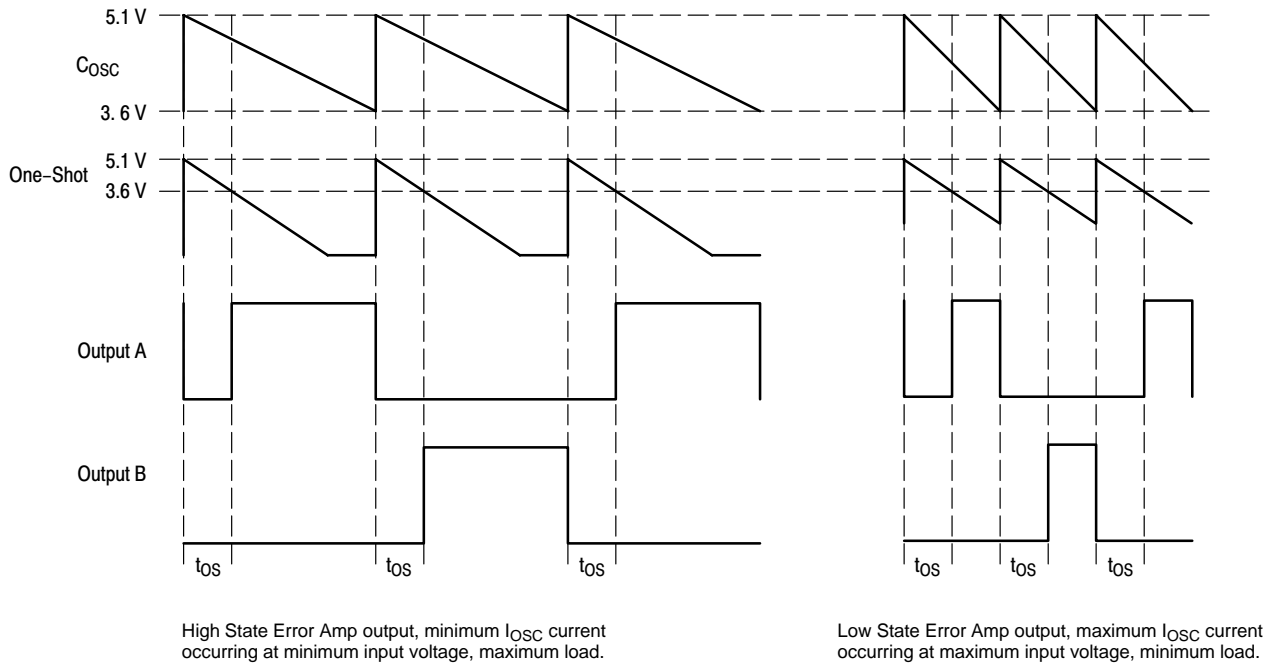 5.1 V
COSC
3. 6 V
5.1 V
One–Shot
3.6 V
Output A
Output B
tOS
tOS
tOS
tOS
tOS
tOS
High State Error Amp output, minimum IOSC current
occurring at minimum input voltage, maximum load.
Low State Error Amp output, maximum IOSC current
occurring at maximum input voltage, minimum load.